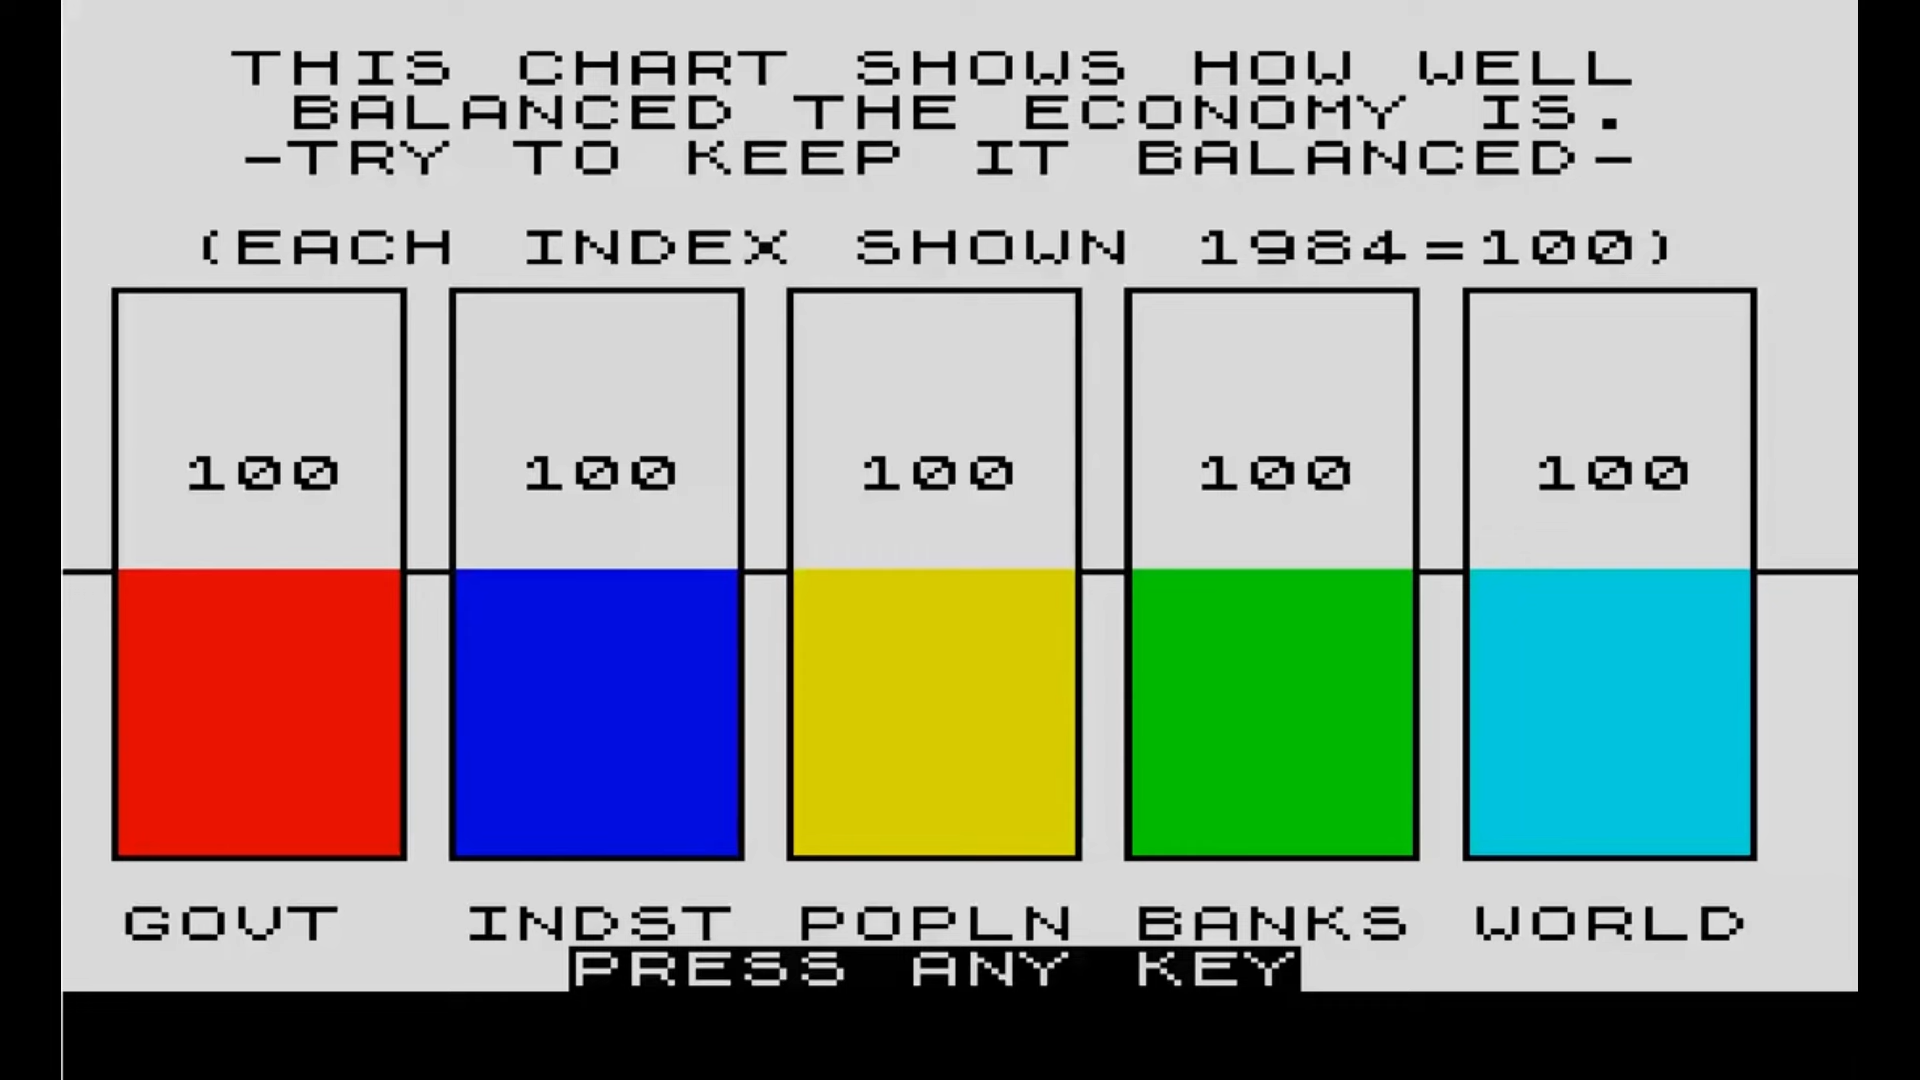 THIS CHART SHOWS HOW WELL
BALANCED THE ECONOMY IS.
-TRY TO KEEP IT BALANCED-
(EACH INDEX SHOWN 1984=100)
100 100 100 100 100
GOVT INDST POPLN BANKS WORLD
PRESS ANY KEY